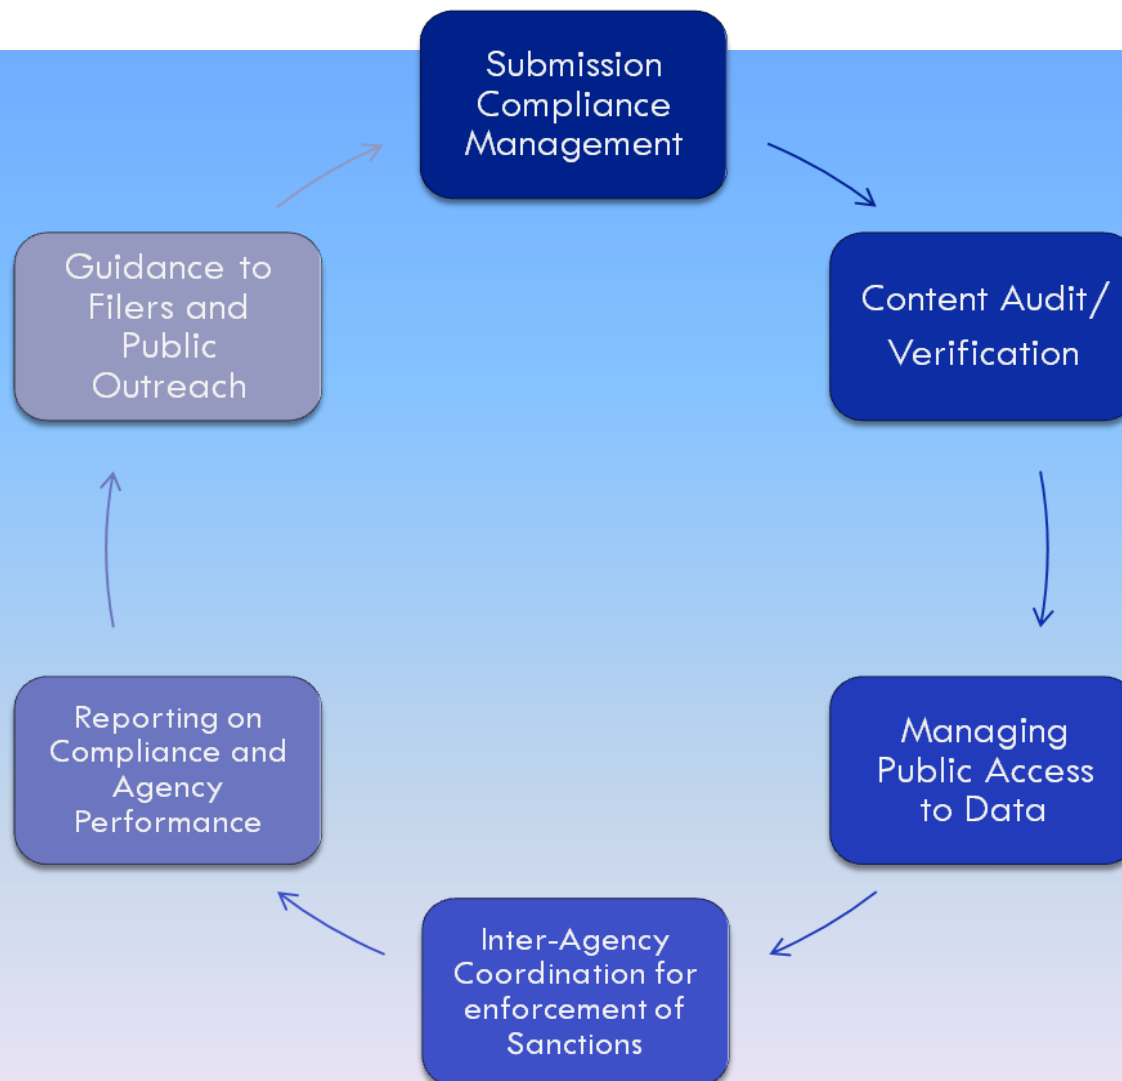 Submission
Compliance
Management
Content Audit/
Verification
Managing
Public Access
to Data
Inter-Agency
Coordination for
enforcement of
Sanctions
Reporting on
Compliance and
Agency
Performance
Guidance to
Filers and
Public
Outreach